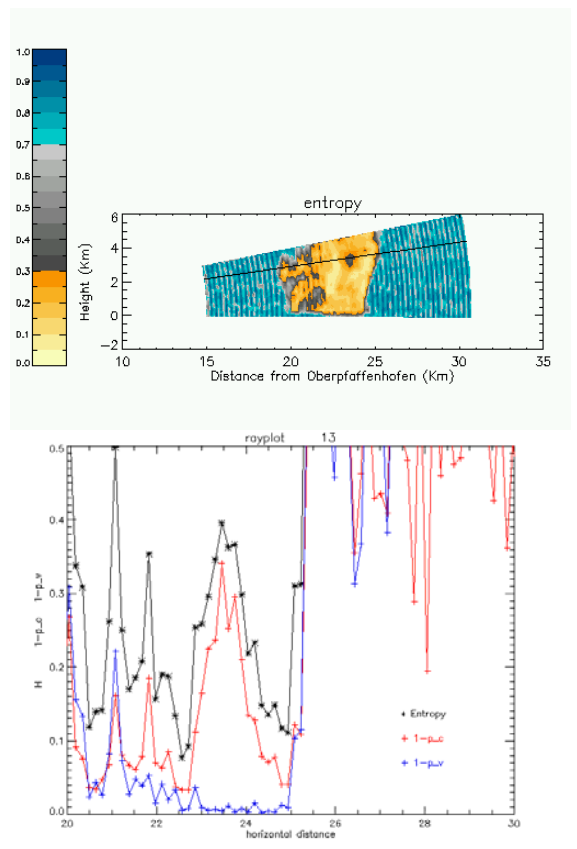 1.0
0.9
0.8
0.7
0.6
0.5
0.4
0.3
0.2
0.1
0.0
entropy
Height (Km)
6
4
2
0
-2
10 15 20 25 30 35
Distance from Oberpfaffenhofen (Km)
rayplot 13
H 1-p_c 1-p_v
0.5
0.4
0.3
0.2
0.1
0.0
Entropy
1-p_c
1-p_v
20 22 24 26 28 30
horizontal distance